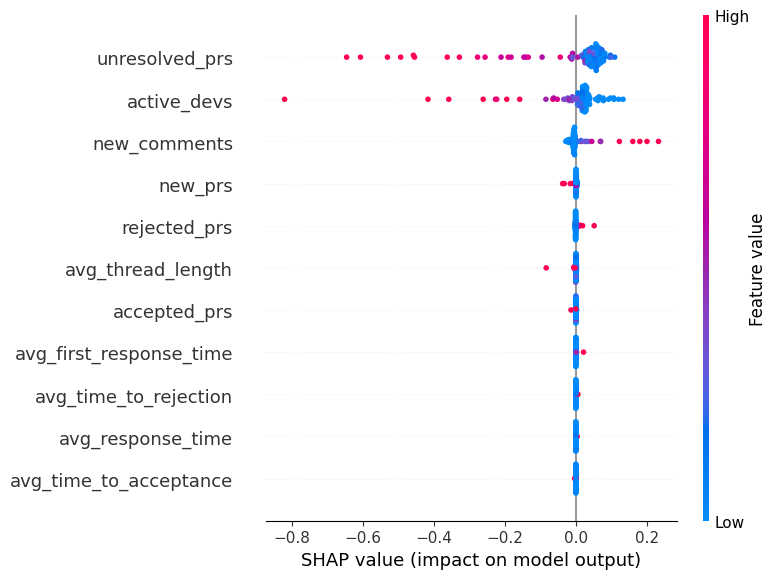 High
unresolved_prs
active_devs
new_comments
new_prs
rejected_prs
avg_thread_length
accepted_prs
avg_first_response_time
avg_time_to_rejection
avg_response_time
avg_time_to_acceptance
Feature value
Low
−0.8 −0.6 −0.4 −0.2 0.0 0.2
SHAP value (impact on model output)